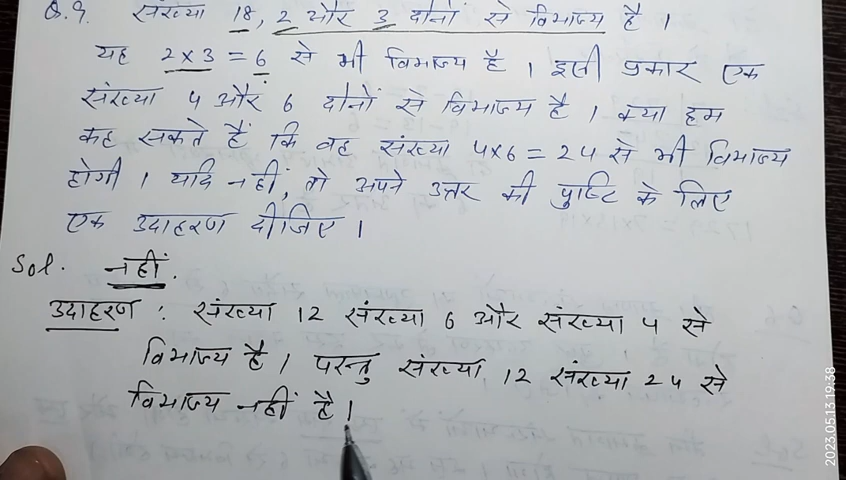 Q.9. संख्या 18, 2 और 3 दोनों से विभाज्य है ।
यह 2 x 3 = 6 से भी विभाज्य है । इसी प्रकार एक
संख्या 4 और 6 दोनों से विभाज्य है । क्या हम
कह सकते हैं कि वह संख्या 4x6 = 24 से भी विभाज्य
होगी । यदि नहीं, तो अपने उत्तर की पुष्टि के लिए
एक उदाहरण दीजिए ।
Sol. नहीं.
उदाहरण : संख्या 12 संख्या 6 और संख्या 4 से
विभाज्य है । परन्तु संख्या 12 संख्या 24 से
विभाज्य नहीं है ।
2023.05.13 19:38